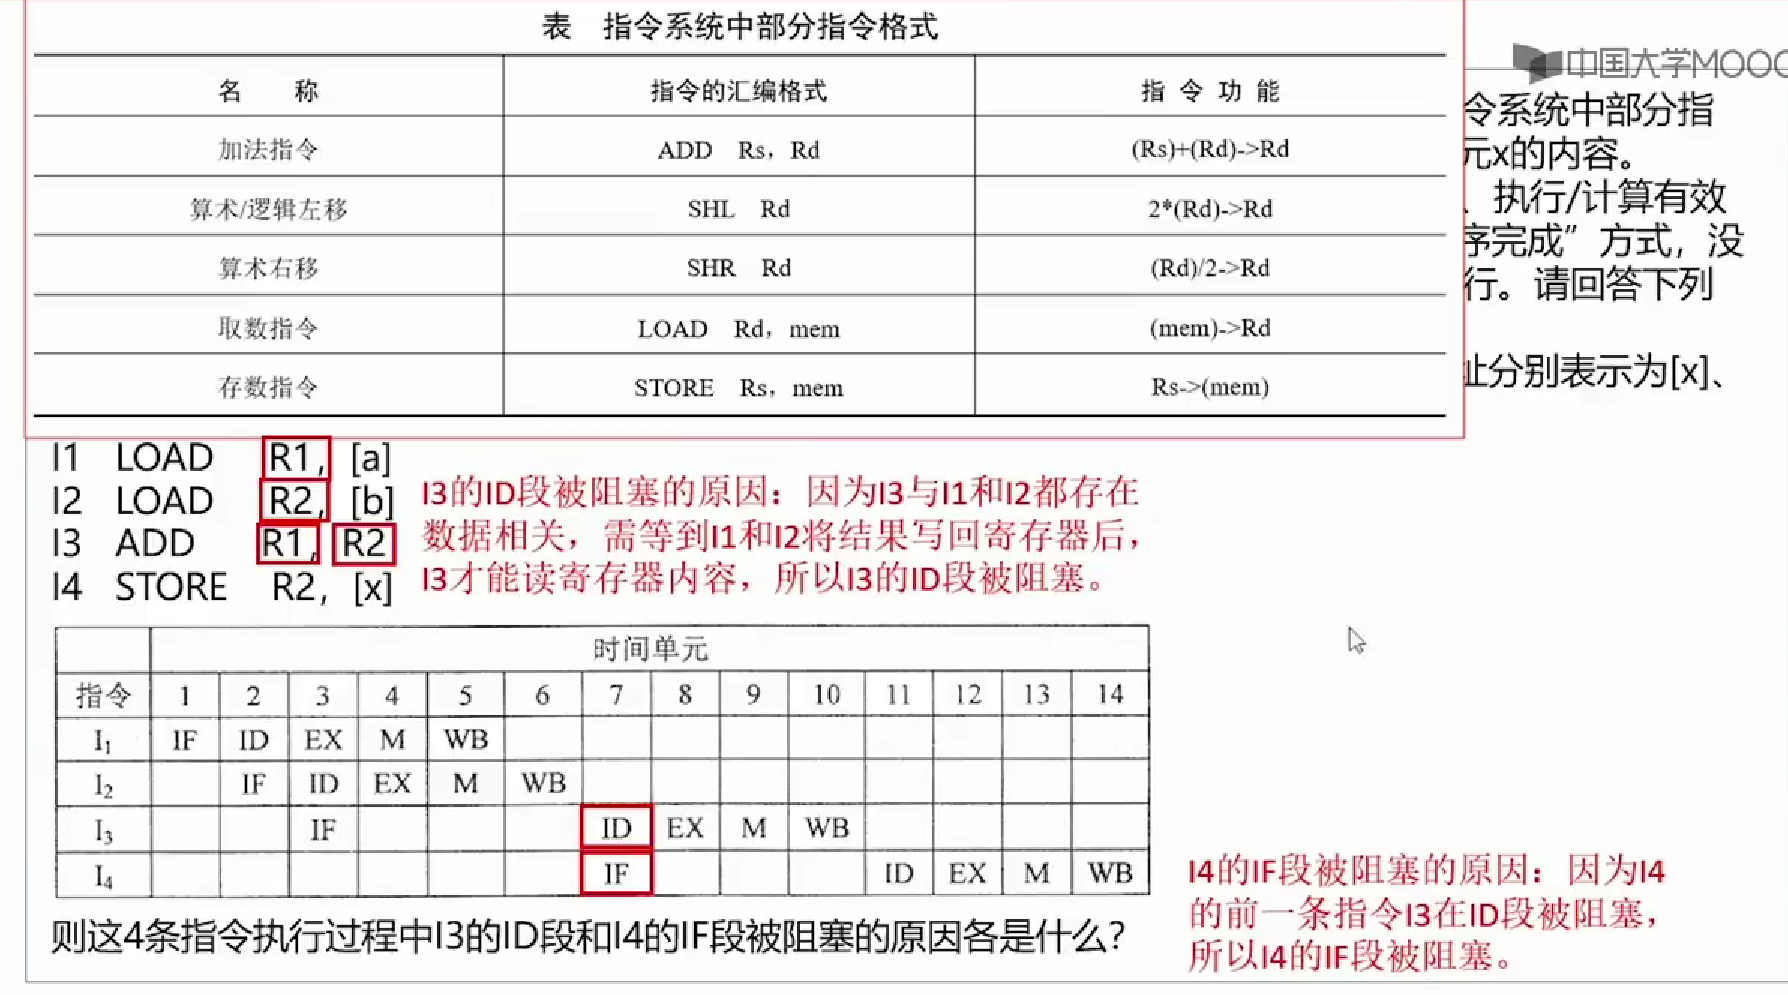 表 指令系统中部分指令格式
名 称 指令的汇编格式 指令功能
加法指令 ADD Rs，Rd (Rs)+(Rd)->Rd
算术/逻辑左移 SHL Rd 2*(Rd)->Rd
算术右移 SHR Rd (Rd)/2->Rd
取数指令 LOAD Rd，mem (mem)->Rd
存数指令 STORE Rs，mem Rs->(mem)
中国大学MOOC
令系统中部分指
元x的内容。
、执行/计算有效
序完成”方式，没
行。请回答下列
址分别表示为[x]、
I1 LOAD R1, [a]
I2 LOAD R2, [b]
I3 ADD R1, R2
I4 STORE R2, [x]
I3的ID段被阻塞的原因：因为I3与I1和I2都存在
数据相关，需等到I1和I2将结果写回寄存器后，
I3才能读寄存器内容，所以I3的ID段被阻塞。
时间单元
指令 1 2 3 4 5 6 7 8 9 10 11 12 13 14
I₁ IF ID EX M WB
I₂ IF ID EX M WB
I₃ IF ID EX M WB
I₄ IF ID EX M WB
则这4条指令执行过程中I3的ID段和I4的IF段被阻塞的原因各是什么?
I4的IF段被阻塞的原因：因为I4
的前一条指令I3在ID段被阻塞，
所以I4的IF段被阻塞。